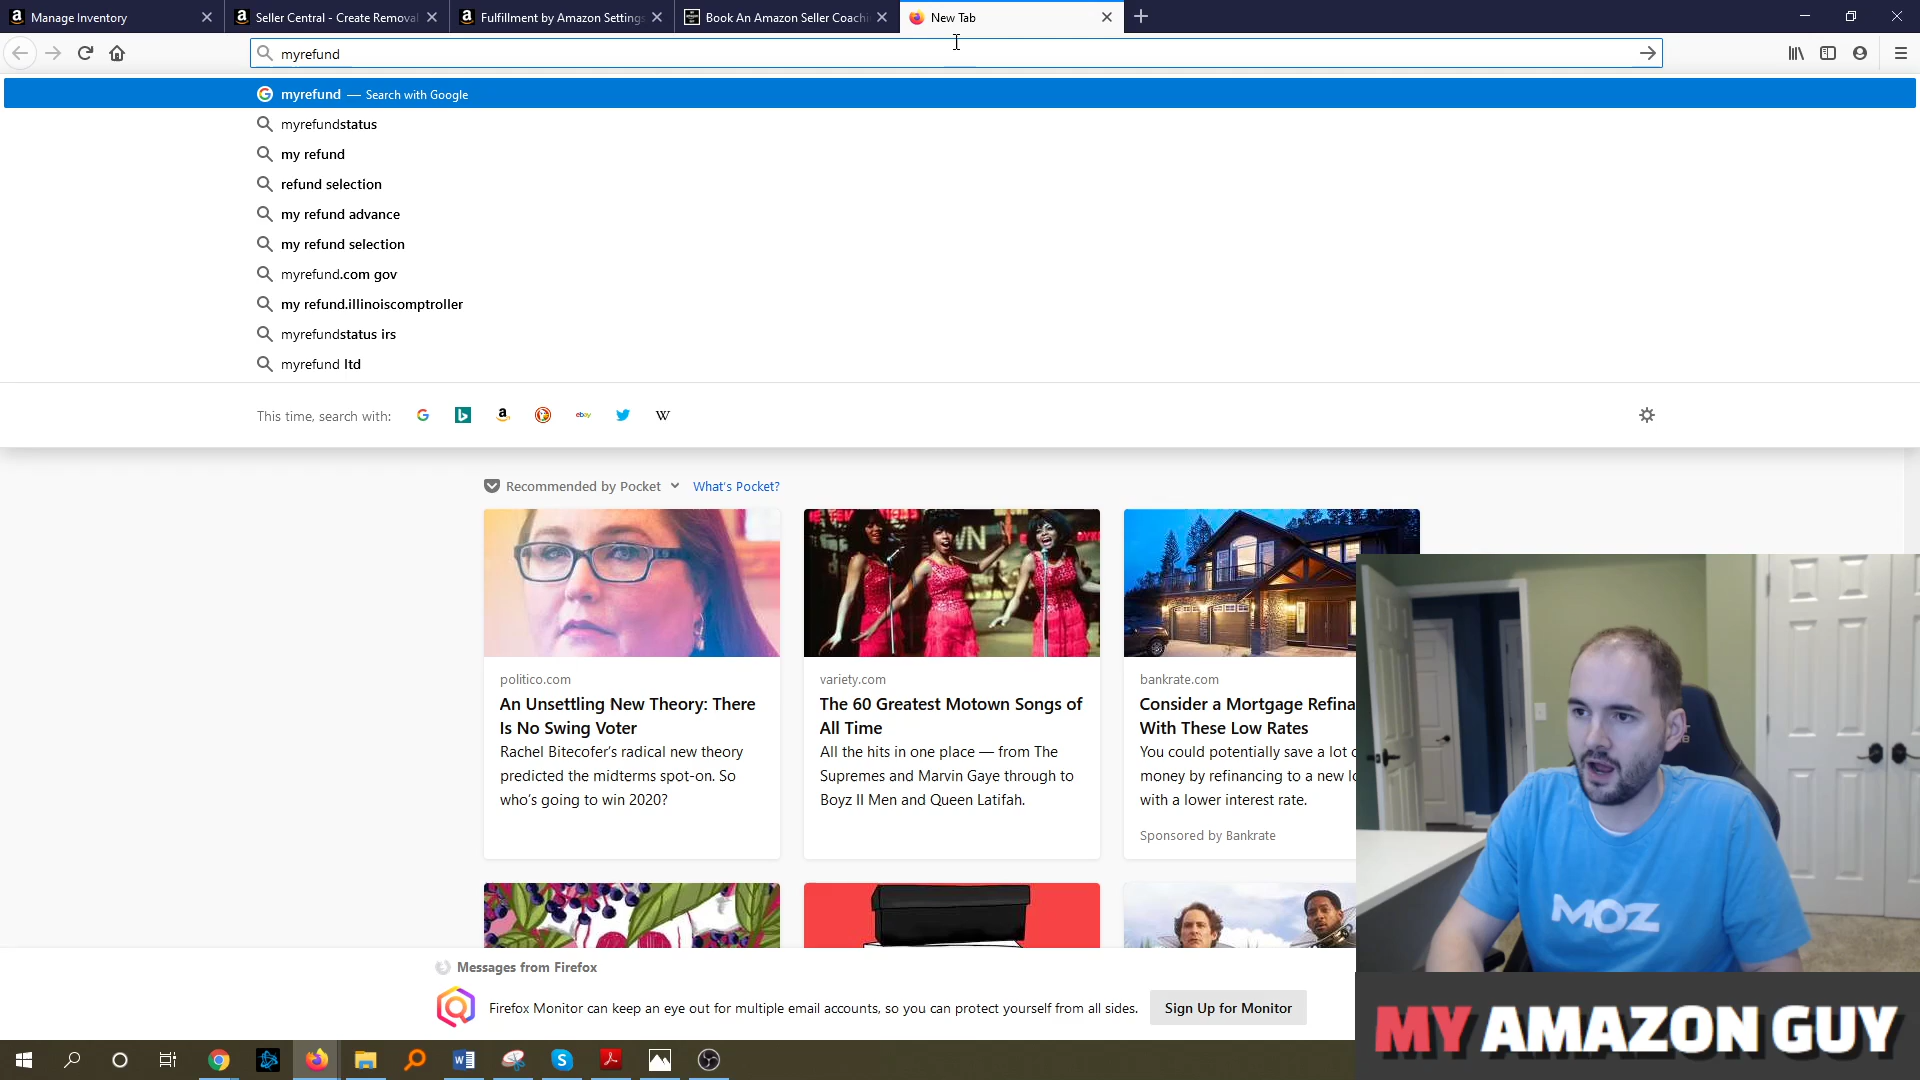 Manage Inventory
Seller Central - Create Removal
Fulfillment by Amazon Settings
Book An Amazon Seller Coachi
New Tab
myrefund
myrefund — Search with Google
myrefundstatus
my refund
refund selection
my refund advance
my refund selection
myrefund.com gov
my refund.illinoiscomptroller
myrefundstatus irs
myrefund ltd
This time, search with:
ebay
W
Recommended by Pocket
What's Pocket?
politico.com
An Unsettling New Theory: There
Is No Swing Voter
Rachel Bitecofer's radical new theory
predicted the midterms spot-on. So
who's going to win 2020?
variety.com
The 60 Greatest Motown Songs of
All Time
All the hits in one place — from The
Supremes and Marvin Gaye through to
Boyz II Men and Queen Latifah.
bankrate.com
Consider a Mortgage Refina
With These Low Rates
You could potentially save a lot o
money by refinancing to a new lo
with a lower interest rate.
Sponsored by Bankrate
MOZ
Messages from Firefox
Firefox Monitor can keep an eye out for multiple email accounts, so you can protect yourself from all sides.
Sign Up for Monitor
MY AMAZON GUY